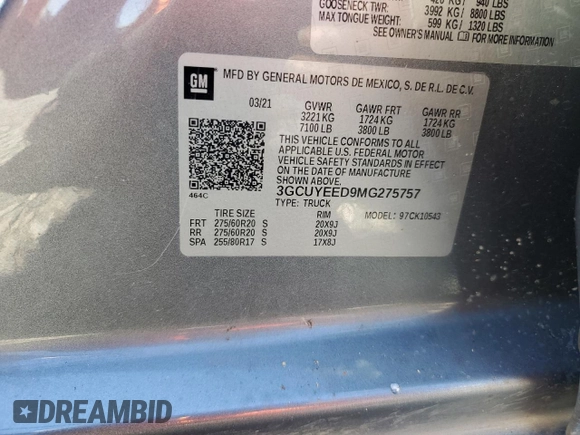 420 KG / 940 LBS
GOOSENECK TWR: 3992 KG / 8800 LBS
MAX TONGUE WEIGHT: 599 KG / 1320 LBS
SEE OWNER'S MANUAL FOR MORE INFORMATION
GM MFD BY GENERAL MOTORS DE MEXICO, S. DE R.L. DE C.V.
03/21 GVWR GAWR FRT GAWR RR
3221 KG 1724 KG 1724 KG
7100 LB 3800 LB 3800 LB
THIS VEHICLE CONFORMS TO ALL
APPLICABLE U.S. FEDERAL MOTOR
VEHICLE SAFETY STANDARDS IN EFFECT
ON THE DATE OF MANUFACTURE
SHOWN ABOVE.
3GCUYEED9MG275757
464C TYPE: TRUCK
MODEL: 97CK10543
TIRE SIZE RIM
FRT 275/60R20 S 20X9J
RR 275/60R20 S 20X9J
SPA 255/80R17 S 17X8J
DREAMBID